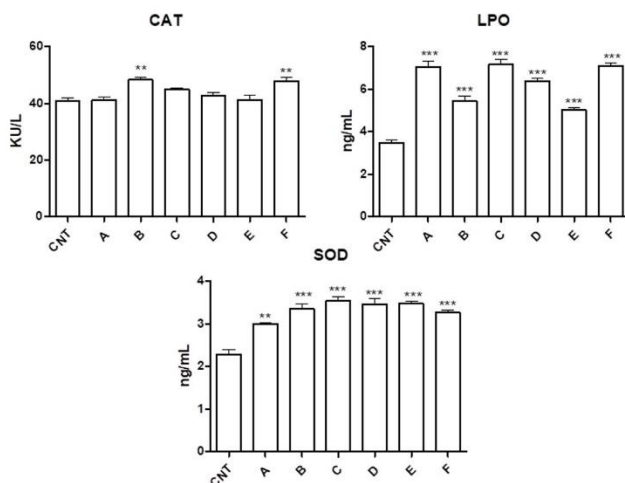 CAT
KU/L
60
40
20
0
** **
CNT A B C D E F
LPO
ng/mL
8
6
4
2
0
*** *** *** *** *** ***
CNT A B C D E F
SOD
ng/mL
4
3
2
1
0
** *** *** *** *** ***
CNT A B C D E F